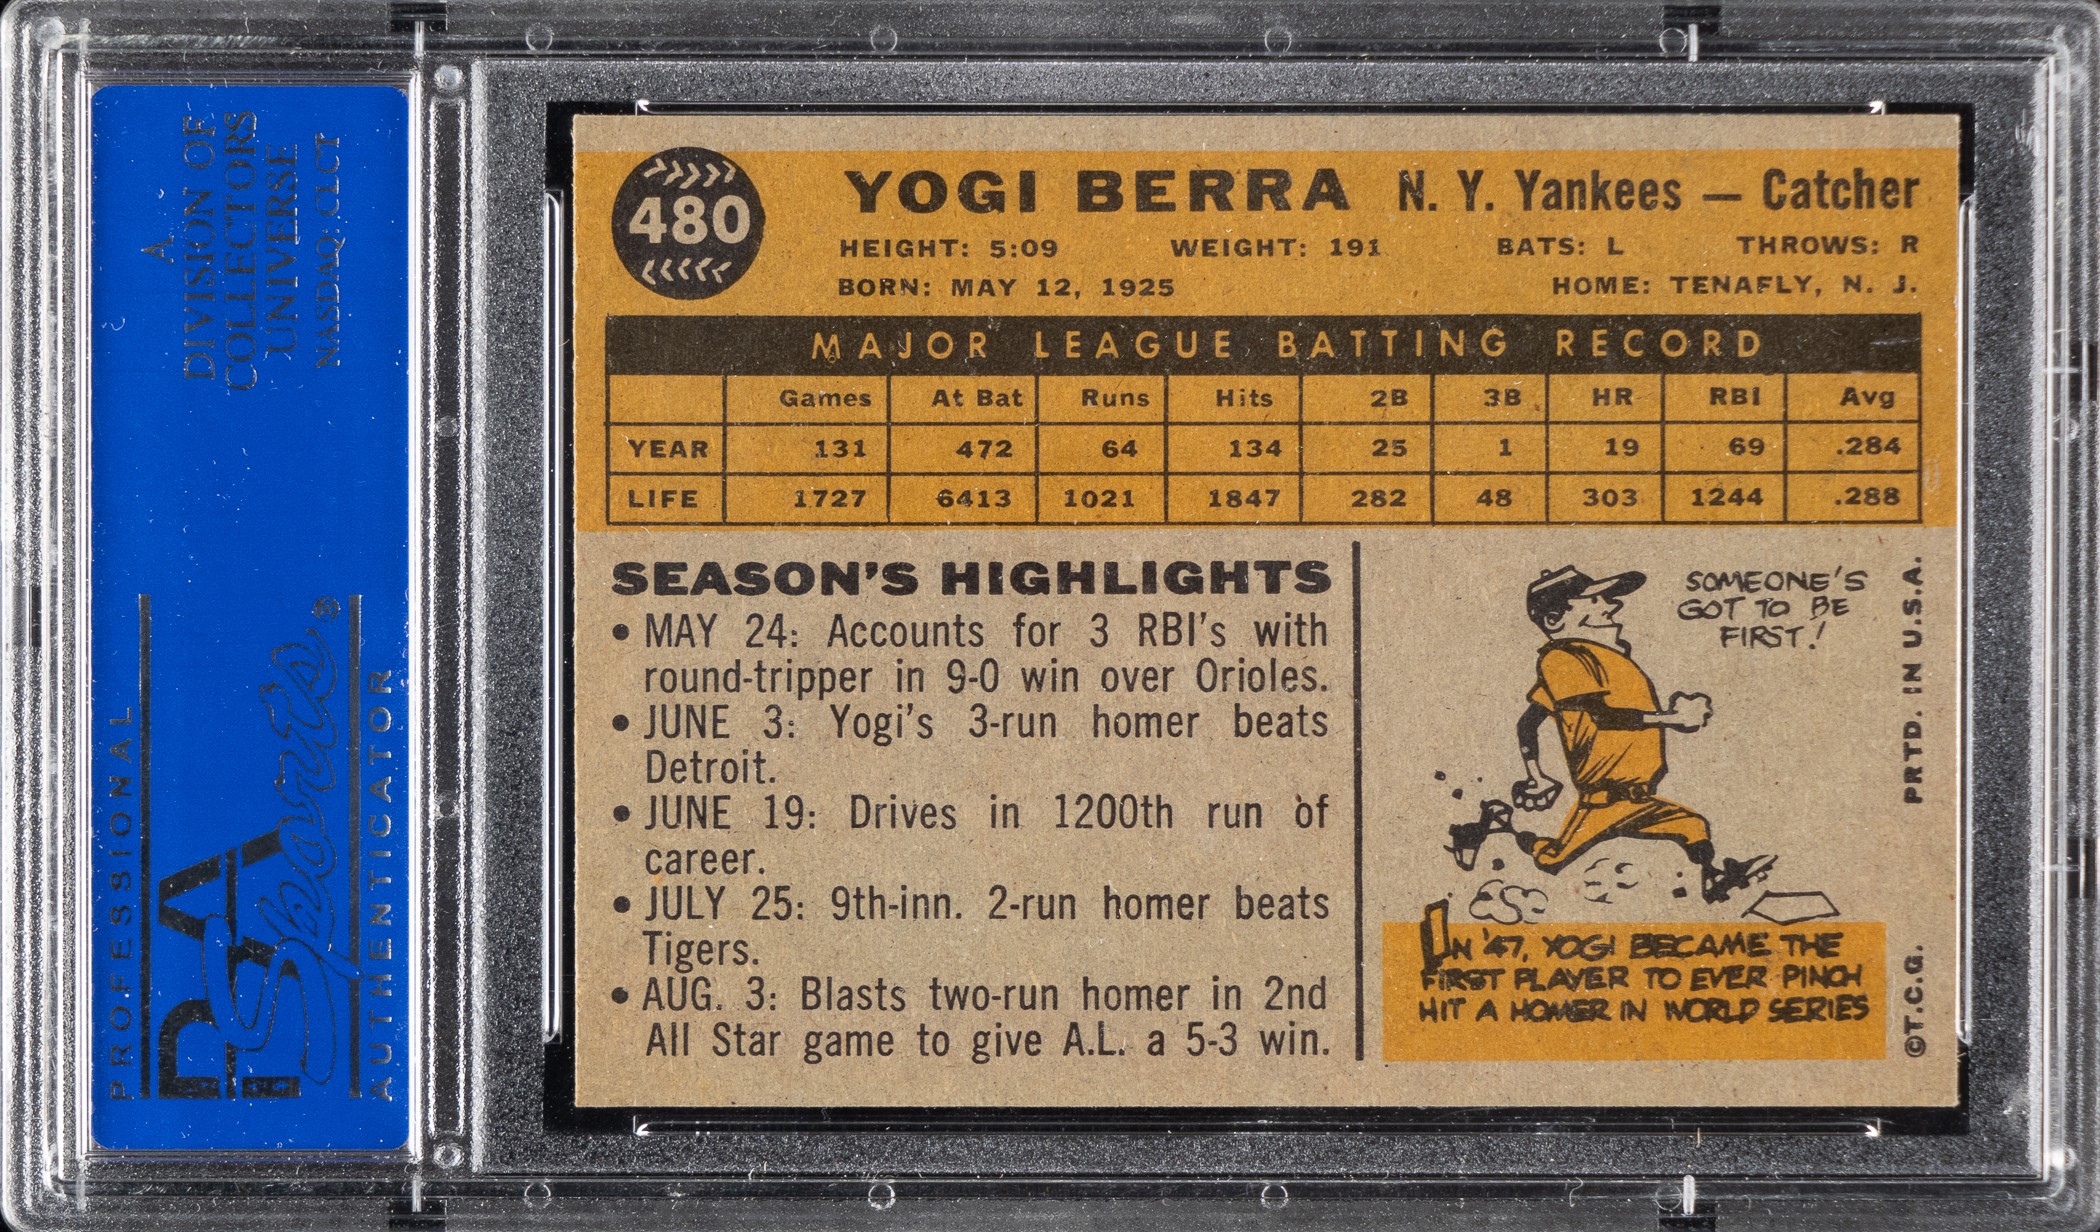 A
DIVISION OF
COLLECTORS
UNIVERSE
NASDAQ: CLCT
PROFESSIONAL
PSA
Sports®
AUTHENTICATOR
480
YOGI BERRA N. Y. Yankees — Catcher
HEIGHT: 5:09 WEIGHT: 191 BATS: L THROWS: R
BORN: MAY 12, 1925 HOME: TENAFLY, N. J.
MAJOR LEAGUE BATTING RECORD
Games At Bat Runs Hits 2B 3B HR RBI Avg
YEAR 131 472 64 134 25 1 19 69 .284
LIFE 1727 6413 1021 1847 282 48 303 1244 .288
SEASON'S HIGHLIGHTS
• MAY 24: Accounts for 3 RBI's with
round-tripper in 9-0 win over Orioles.
• JUNE 3: Yogi's 3-run homer beats
Detroit.
• JUNE 19: Drives in 1200th run of
career.
• JULY 25: 9th-inn. 2-run homer beats
Tigers.
• AUG. 3: Blasts two-run homer in 2nd
All Star game to give A.L. a 5-3 win.
SOMEONE'S
GOT TO BE
FIRST!
IN '47, YOGI BECAME THE
FIRST PLAYER TO EVER PINCH
HIT A HOMER IN WORLD SERIES
PRTD. IN U.S.A.
©T.C.G.